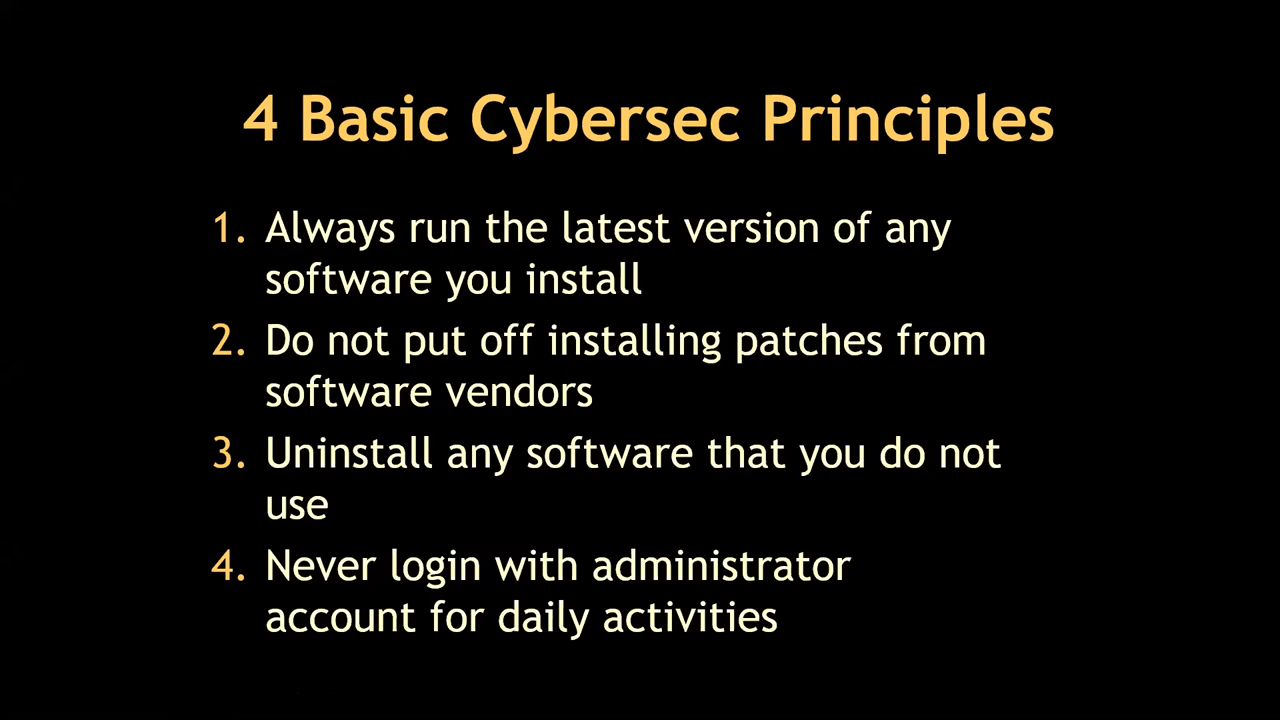 4 Basic Cybersec Principles
1. Always run the latest version of any
software you install
2. Do not put off installing patches from
software vendors
3. Uninstall any software that you do not
use
4. Never login with administrator
account for daily activities